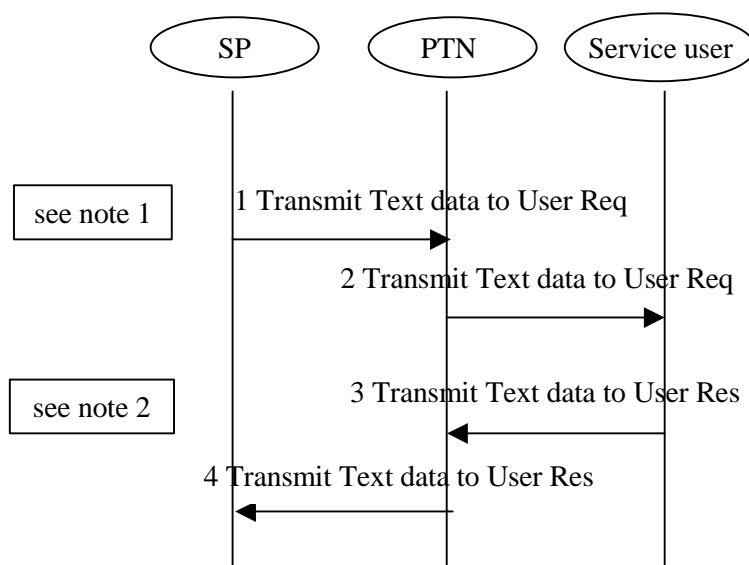 SP PTN Service user
see note 1
1 Transmit Text data to User Req
2 Transmit Text data to User Req
see note 2
3 Transmit Text data to User Res
4 Transmit Text data to User Res